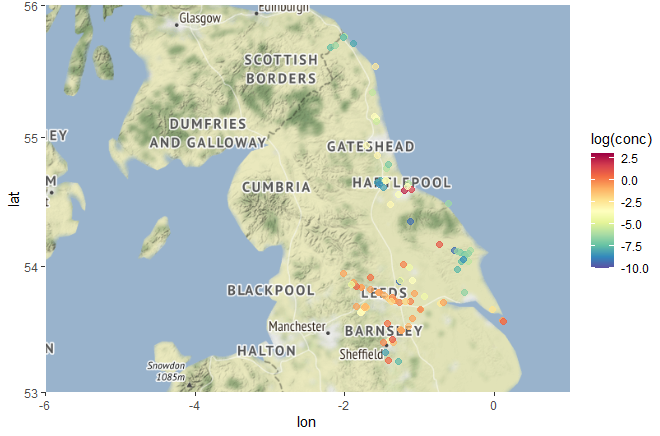 56
55
54
53
lat
-6
-4
-2
0
lon
Glasgow
Edinburgh
SCOTTISH
BORDERS
DUMFRIES
AND GALLOWAY
GATESHEAD
EY
M
CUMBRIA
HARTLEPOOL
BLACKPOOL
LEEDS
Manchester
BARNSLEY
N
HALTON
Sheffield
Snowdon
1085m
log(conc)
2.5
0.0
-2.5
-5.0
-7.5
-10.0